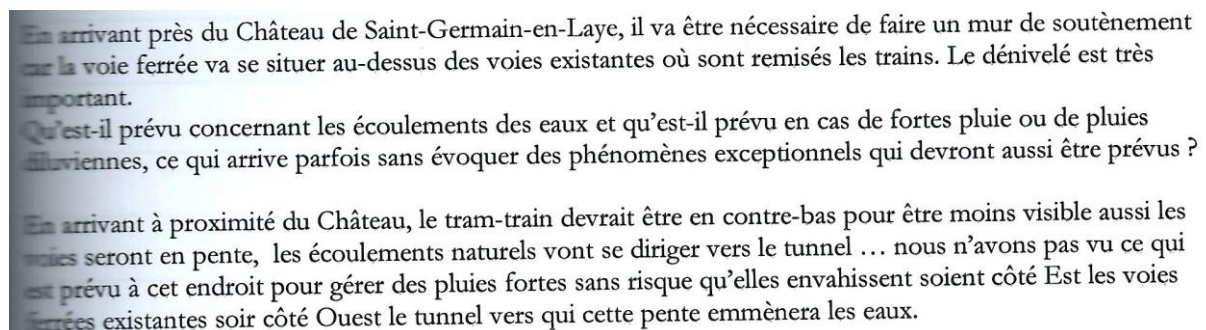 En arrivant près du Château de Saint-Germain-en-Laye, il va être nécessaire de faire un mur de soutènement
car la voie ferrée va se situer au-dessus des voies existantes où sont remisés les trains. Le dénivelé est très
important.
Qu'est-il prévu concernant les écoulements des eaux et qu'est-il prévu en cas de fortes pluie ou de pluies
diluviennes, ce qui arrive parfois sans évoquer des phénomènes exceptionnels qui devront aussi être prévus ?
En arrivant à proximité du Château, le tram-train devrait être en contre-bas pour être moins visible aussi les
voies seront en pente, les écoulements naturels vont se diriger vers le tunnel … nous n'avons pas vu ce qui
est prévu à cet endroit pour gérer des pluies fortes sans risque qu'elles envahissent soient côté Est les voies
ferrées existantes soir côté Ouest le tunnel vers qui cette pente emmènera les eaux.